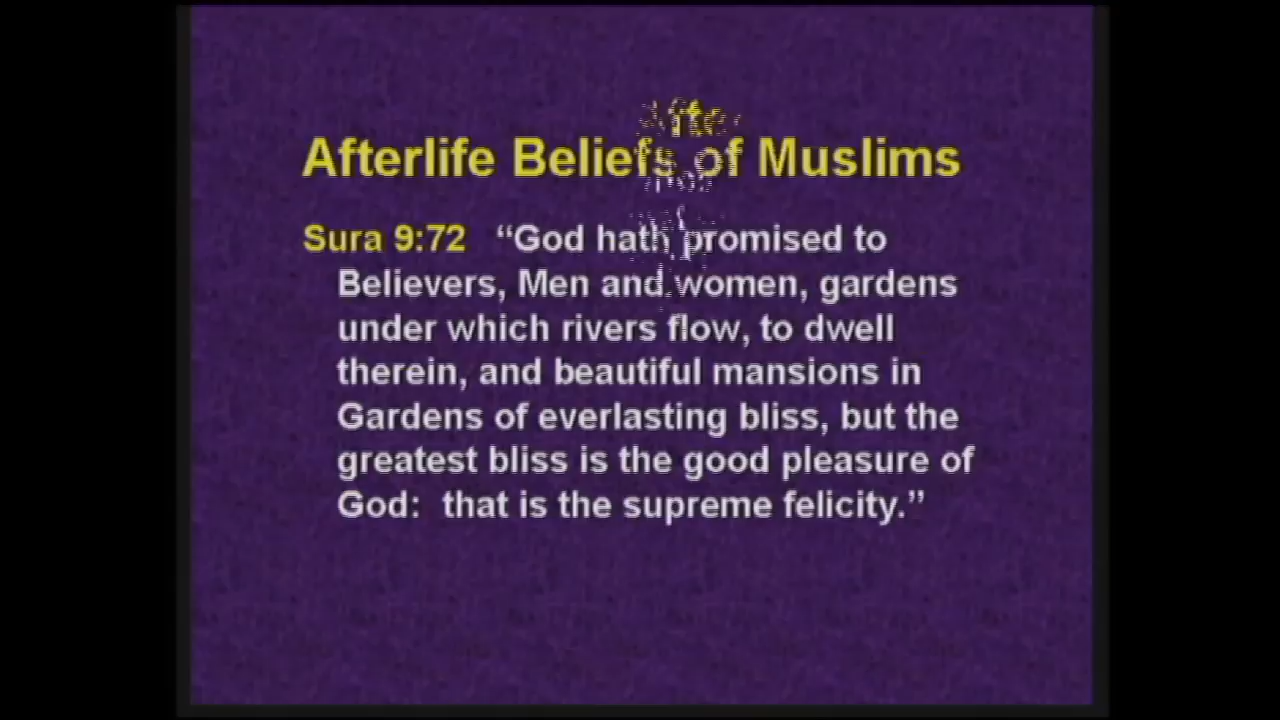 Afterlife Beliefs of Muslims
Sura 9:72 “God hath promised to
Believers, Men and women, gardens
under which rivers flow, to dwell
therein, and beautiful mansions in
Gardens of everlasting bliss, but the
greatest bliss is the good pleasure of
God: that is the supreme felicity.”